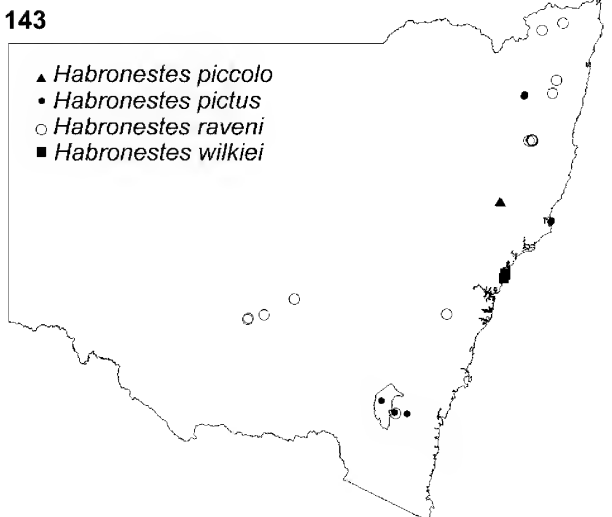 143
▲ Habronestes piccolo
• Habronestes pictus
○ Habronestes raveni
■ Habronestes wilkiei